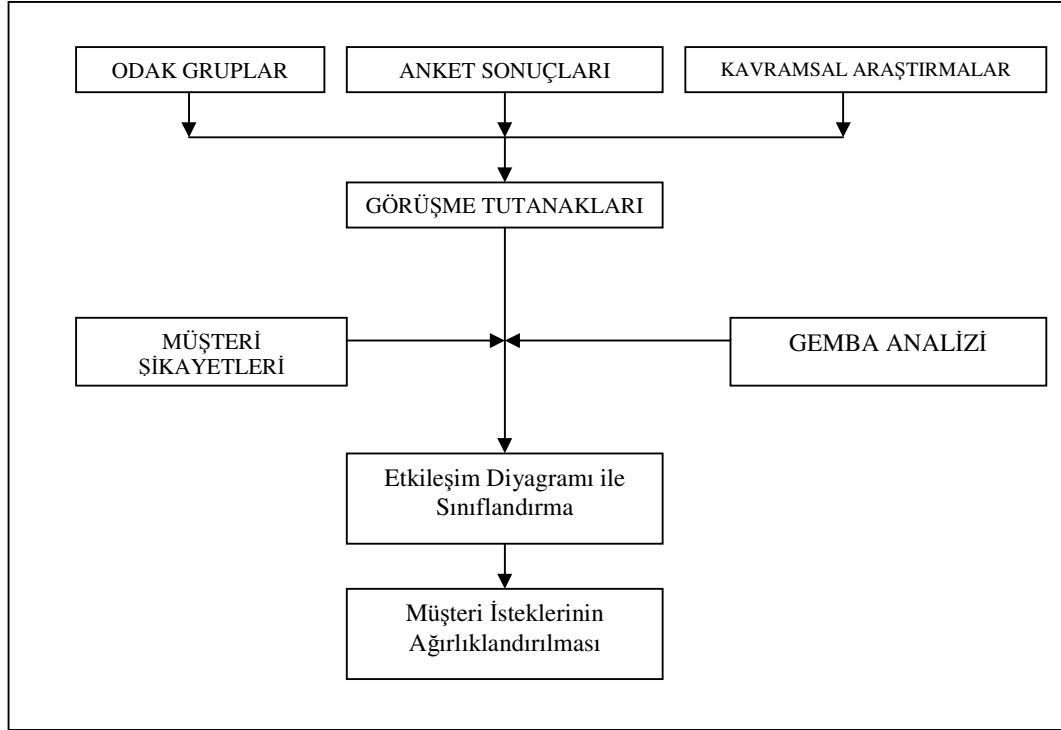 ODAK GRUPLAR
ANKET SONUÇLARI
KAVRAMSAL ARAŞTIRMALAR
GÖRÜŞME TUTANAKLARI
MÜŞTERİ
ŞİKAYETLERİ
GEMBA ANALİZİ
Etkileşim Diyagramı ile
Sınıflandırma
Müşteri İsteklerinin
Ağırlıklandırılması